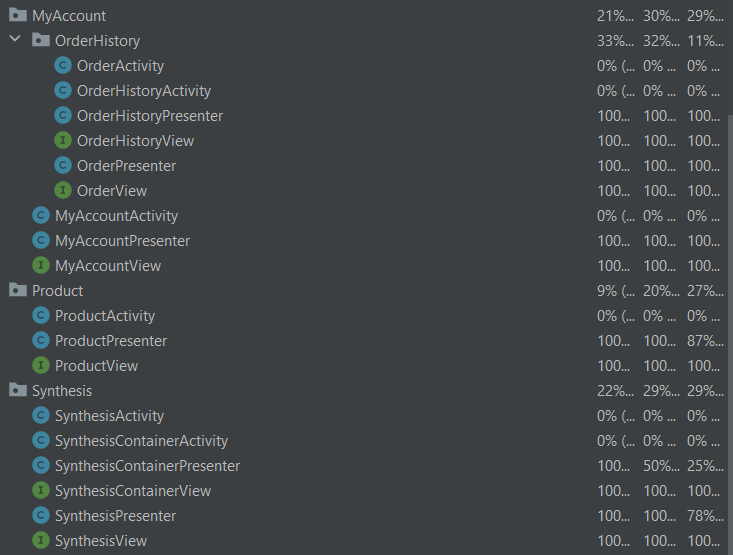 MyAccount 21%... 30%... 29%...
OrderHistory 33%... 32%... 11%...
OrderActivity 0% (... 0% ... 0% ...
OrderHistoryActivity 0% (... 0% ... 0% ...
OrderHistoryPresenter 100... 100... 100...
OrderHistoryView 100... 100... 100...
OrderPresenter 100... 100... 100...
OrderView 100... 100... 100...
MyAccountActivity 0% (... 0% ... 0% ...
MyAccountPresenter 100... 100... 100...
MyAccountView 100... 100... 100...
Product 9% (... 20%... 27%...
ProductActivity 0% (... 0% ... 0% ...
ProductPresenter 100... 100... 87%...
ProductView 100... 100... 100...
Synthesis 22%... 29%... 29%...
SynthesisActivity 0% (... 0% ... 0% ...
SynthesisContainerActivity 0% (... 0% ... 0% ...
SynthesisContainerPresenter 100... 50%... 25%...
SynthesisContainerView 100... 100... 100...
SynthesisPresenter 100... 100... 78%...
SynthesisView 100... 100... 100...